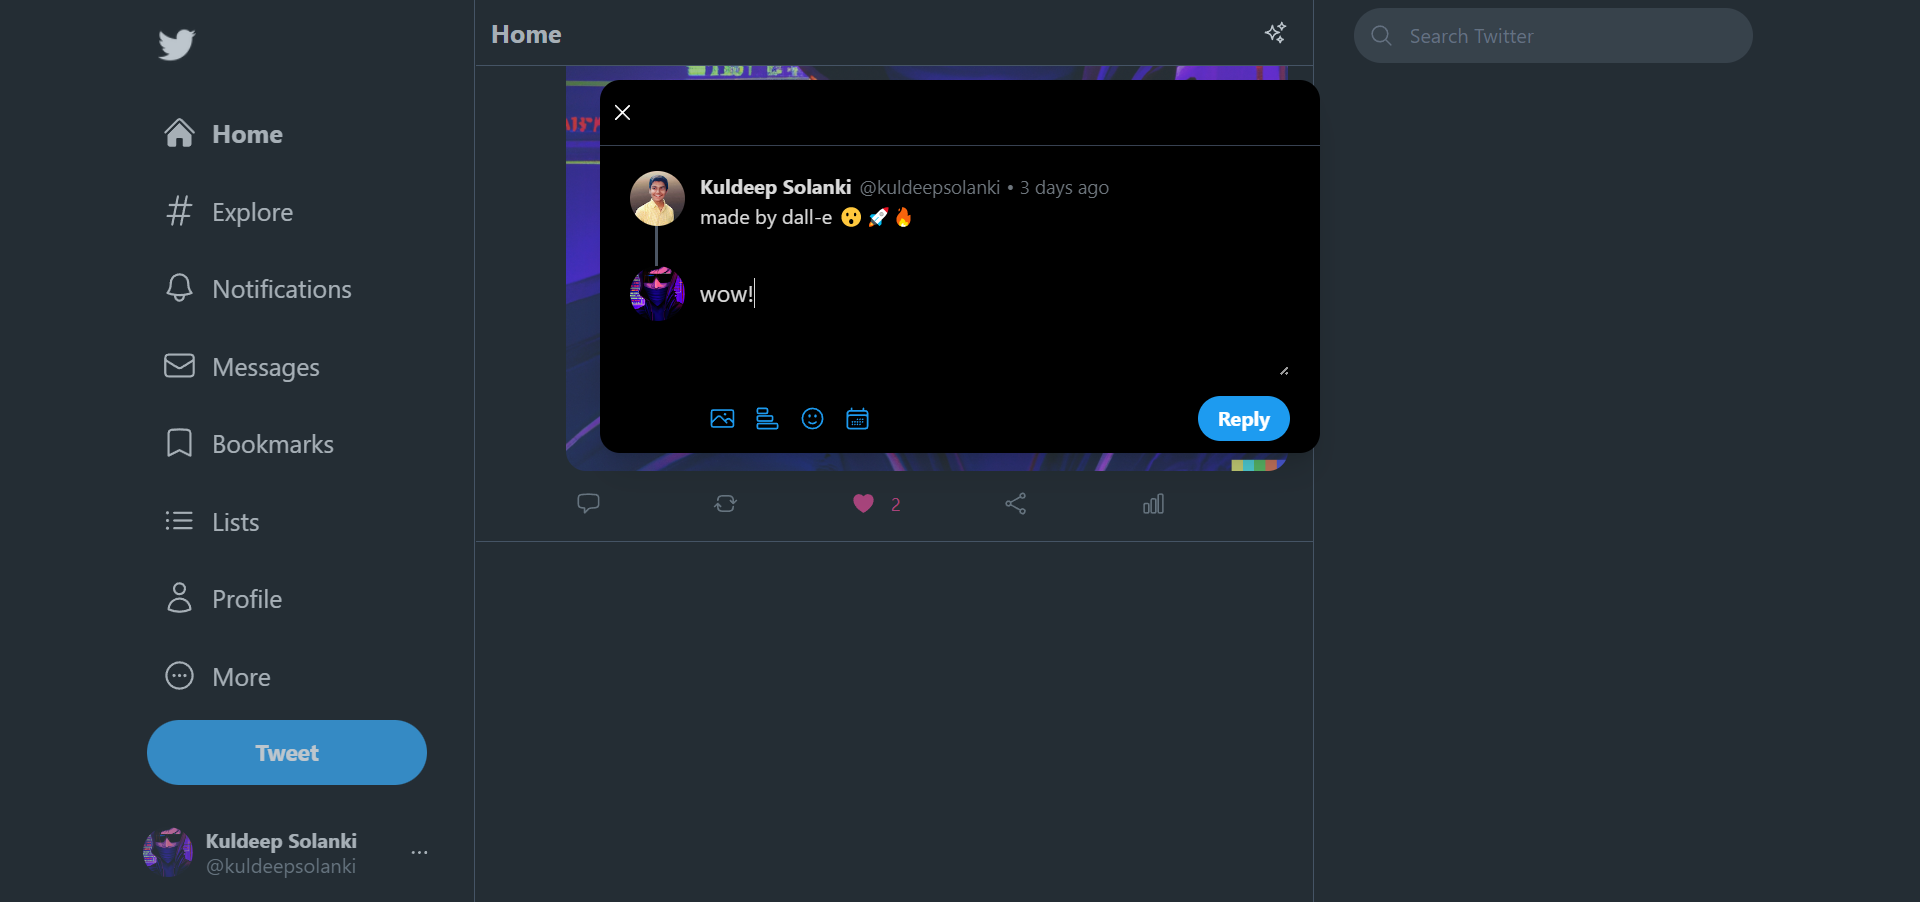 Home
Search Twitter
Home
Explore
Notifications
Messages
Bookmarks
Lists
Profile
More
Tweet
Kuldeep Solanki
@kuldeepsolanki
Kuldeep Solanki @kuldeepsolanki • 3 days ago
made by dall-e 😮 🚀 🔥
wow!
Reply
2